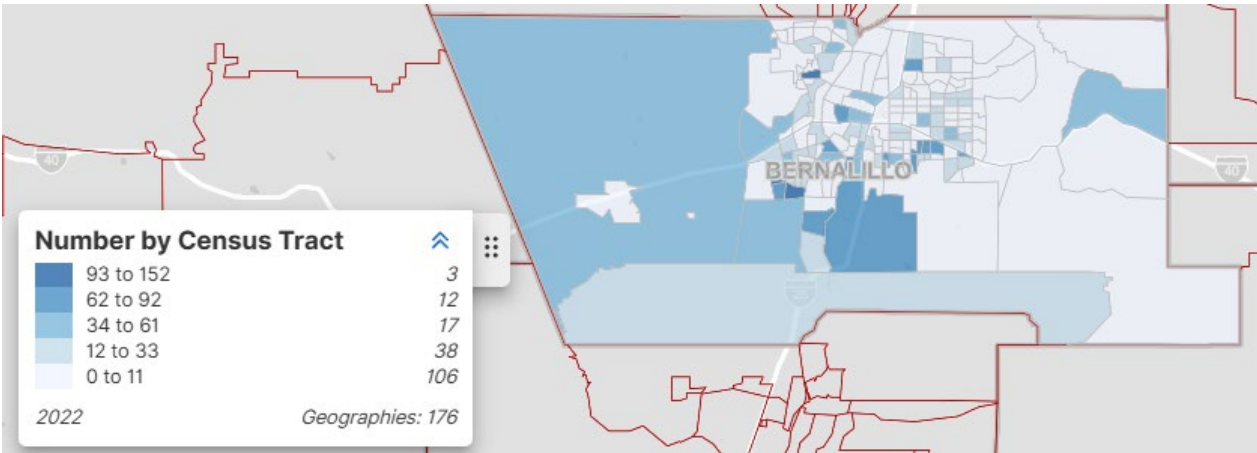 40
BERNALILLO
40
Number by Census Tract
93 to 152 3
62 to 92 12
34 to 61 17
12 to 33 38
0 to 11 106
2022 Geographies: 176